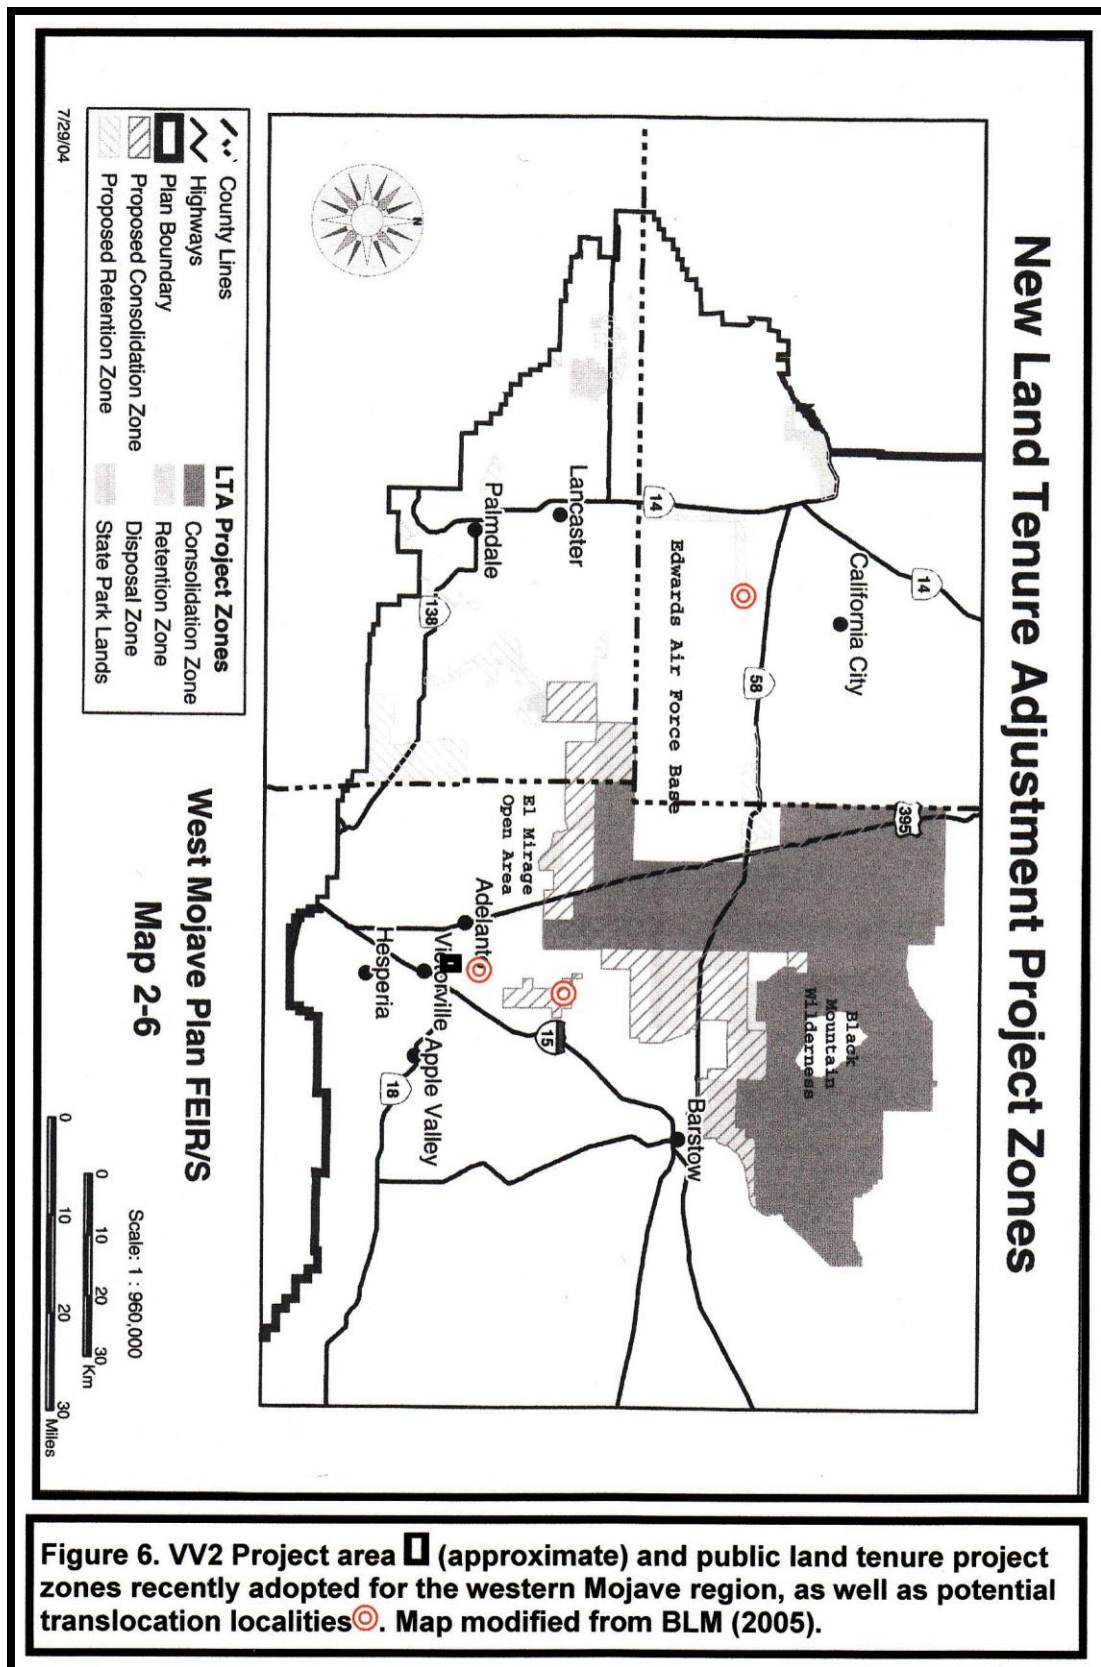 New Land Tenure Adjustment Project Zones
14
California City
58
395
Black
Mountain
Wilderness
14
Edwards Air Force Base
Lancaster
Palmdale
138
El Mirage
Open Area
Adelanto
Victorville
Hesperia
Apple Valley
15
18
Barstow
N
County Lines
Highways
Plan Boundary
Proposed Consolidation Zone
Proposed Retention Zone
LTA Project Zones
Consolidation Zone
Retention Zone
Disposal Zone
State Park Lands
7/29/04
West Mojave Plan FEIR/S
Map 2-6
Scale: 1 : 960,000
0 10 20 30 Km
0 10 20 30 Miles
Figure 6. VV2 Project area (approximate) and public land tenure project
zones recently adopted for the western Mojave region, as well as potential
translocation localities. Map modified from BLM (2005).